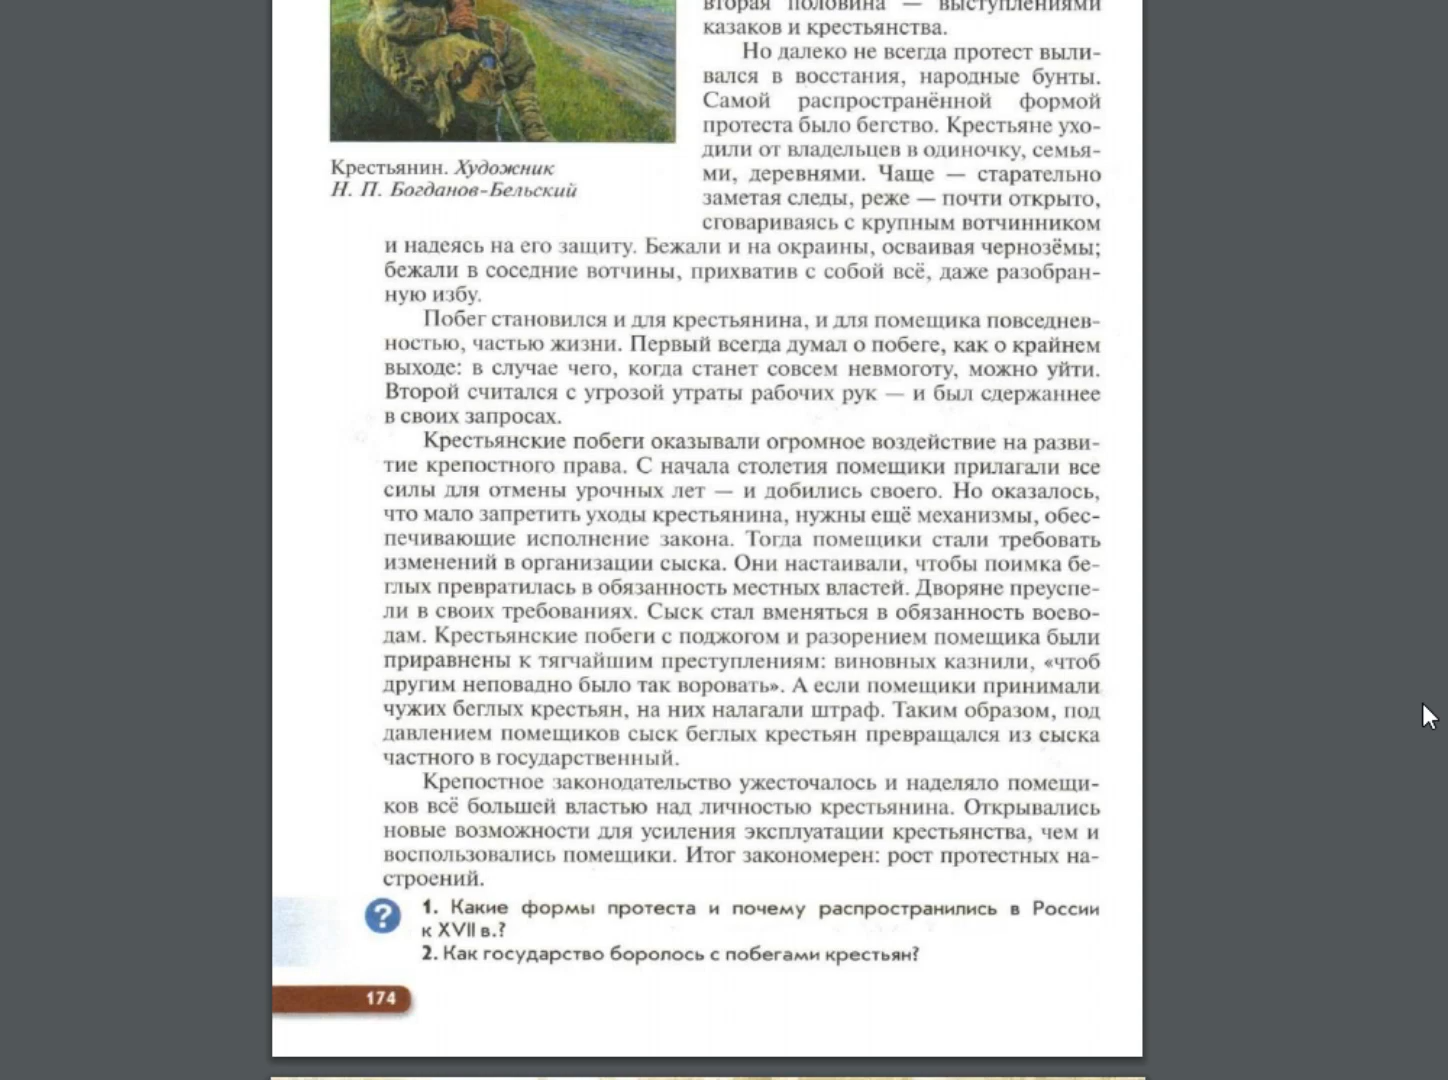 вторая половина — выступлениями
казаков и крестьянства.
Но далеко не всегда протест выли-
вался в восстания, народные бунты.
Самой распространённой формой
протеста было бегство. Крестьяне ухо-
дили от владельцев в одиночку, семья-
ми, деревнями. Чаще — старательно
заметая следы, реже — почти открыто,
сговариваясь с крупным вотчинником
Крестьянин. Художник
Н. П. Богданов-Бельский
и надеясь на его защиту. Бежали и на окраины, осваивая чернозёмы;
бежали в соседние вотчины, прихватив с собой всё, даже разобран-
ную избу.
Побег становился и для крестьянина, и для помещика повседнев-
ностью, частью жизни. Первый всегда думал о побеге, как о крайнем
выходе: в случае чего, когда станет совсем невмоготу, можно уйти.
Второй считался с угрозой утраты рабочих рук — и был сдержаннее
в своих запросах.
Крестьянские побеги оказывали огромное воздействие на разви-
тие крепостного права. С начала столетия помещики прилагали все
силы для отмены урочных лет — и добились своего. Но оказалось,
что мало запретить уходы крестьянина, нужны ещё механизмы, обес-
печивающие исполнение закона. Тогда помещики стали требовать
изменений в организации сыска. Они настаивали, чтобы поимка бе-
глых превратилась в обязанность местных властей. Дворяне преуспе-
ли в своих требованиях. Сыск стал вменяться в обязанность воево-
дам. Крестьянские побеги с поджогом и разорением помещика были
приравнены к тягчайшим преступлениям: виновных казнили, «чтоб
другим неповадно было так воровать». А если помещики принимали
чужих беглых крестьян, на них налагали штраф. Таким образом, под
давлением помещиков сыск беглых крестьян превращался из сыска
частного в государственный.
Крепостное законодательство ужесточалось и наделяло помещи-
ков всё большей властью над личностью крестьянина. Открывались
новые возможности для усиления эксплуатации крестьянства, чем и
воспользовались помещики. Итог закономерен: рост протестных на-
строений.
? 1. Какие формы протеста и почему распространились в России
к XVII в.?
2. Как государство боролось с побегами крестьян?
174